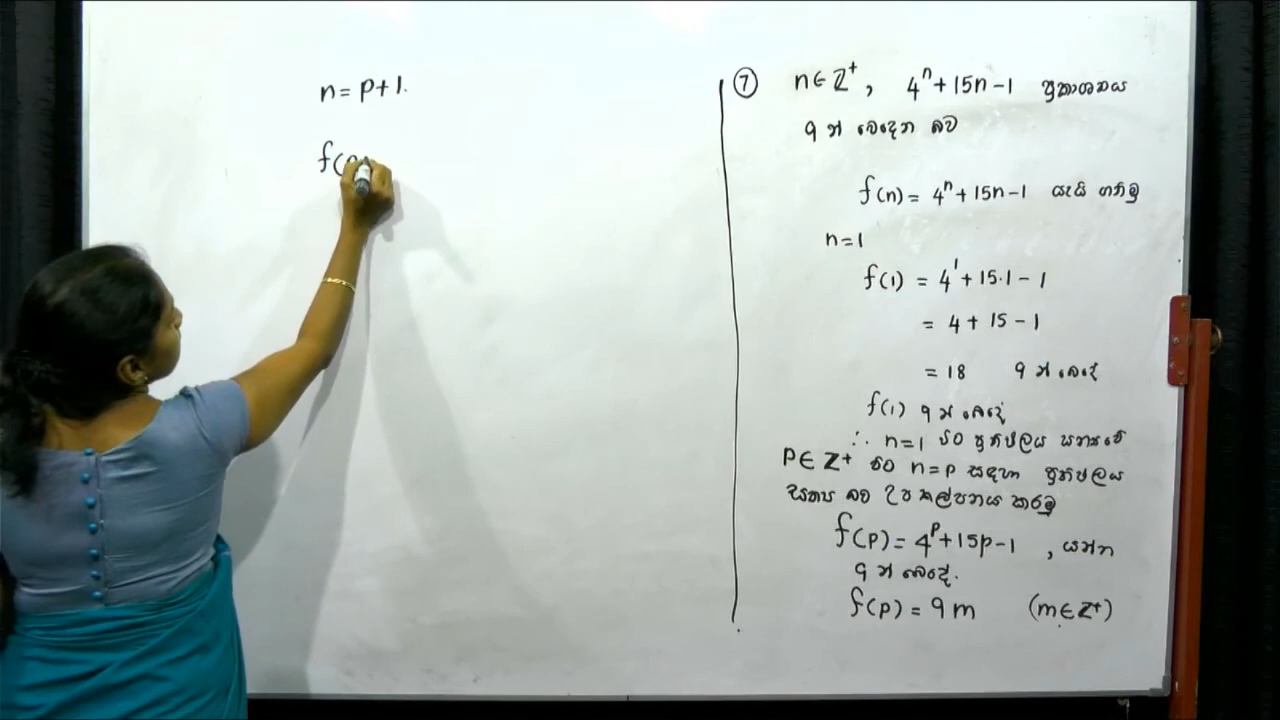 n = p+1.
f(
⑦ n∈ℤ⁺, 4ⁿ+15n−1 ප්‍රකාශනය
9 න් බෙදෙන බව
f(n) = 4ⁿ+15n−1 යැයි ගනිමු
n=1
f(1) = 4¹+15.1−1
= 4 + 15 − 1
= 18 9 න් බෙදේ
f(1) 9 න් බෙදේ
∴ n=1 විට ප්‍රතිඵලය සත්‍යවේ
P∈ℤ⁺ විට n=p සඳහා ප්‍රතිඵලය
සත්‍ය බව උපකල්පනය කරමු
f(p) = 4ᵖ+15p−1 , යන්න
9 න් බෙදේ.
f(p) = 9m (m∈ℤ⁺)